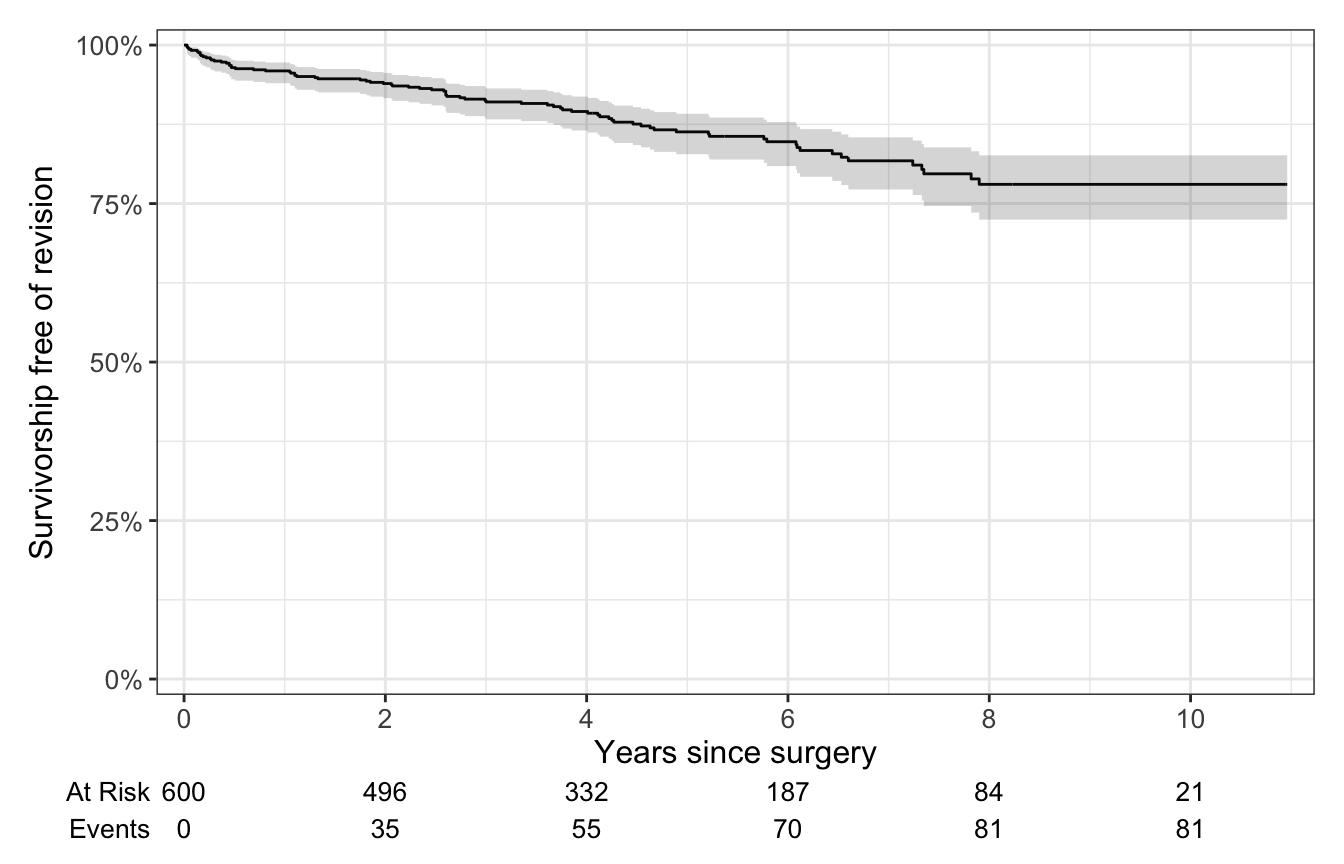 100%
75%
50%
25%
0%
Survivorship free of revision
0 2 4 6 8 10
Years since surgery
At Risk 600 496 332 187 84 21
Events 0 35 55 70 81 81